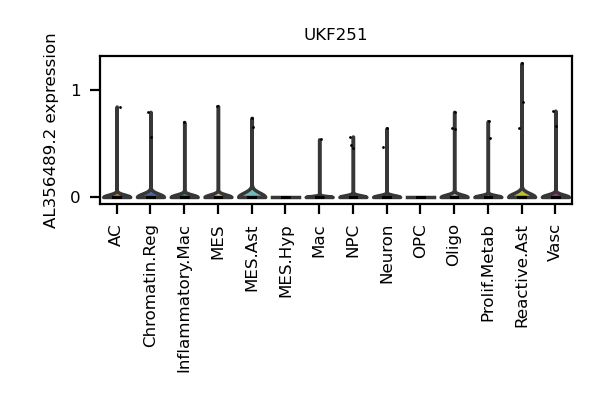 UKF251
AL356489.2 expression
1
0
AC
Chromatin.Reg
Inflammatory.Mac
MES
MES.Ast
MES.Hyp
Mac
NPC
Neuron
OPC
Oligo
Prolif.Metab
Reactive.Ast
Vasc